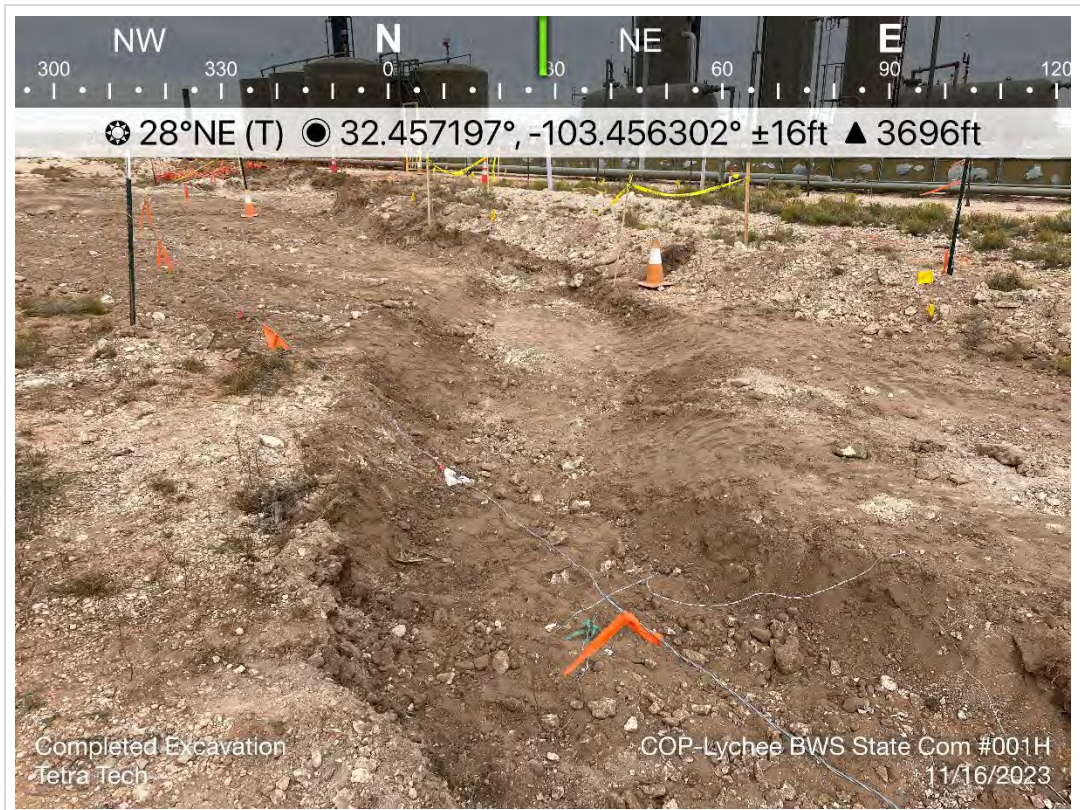 NW N NE E
300 330 0 30 60 90 120
28°NE (T) 32.457197°, -103.456302° ±16ft ▲ 3696ft
Completed Excavation
Tetra Tech
COP-Lychee BWS State Com #001H
11/16/2023